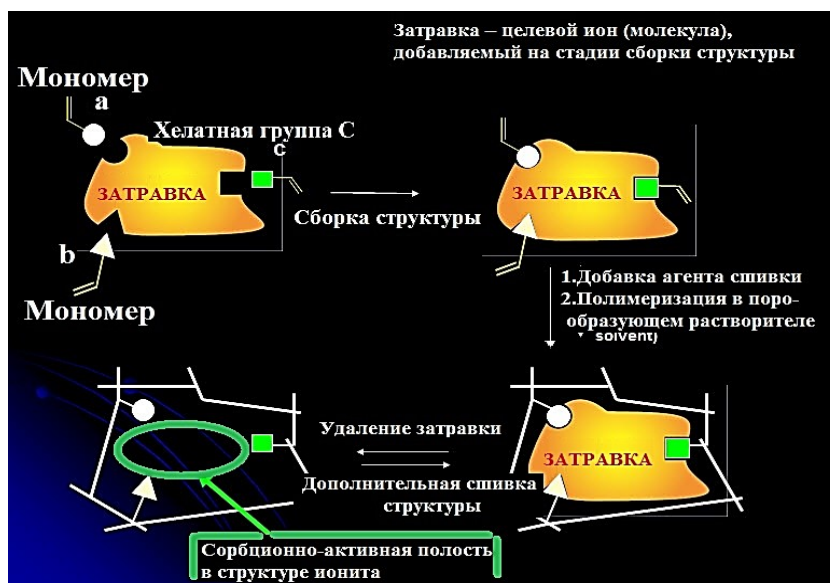 Затравка – целевой ион (молекула),
добавляемый на стадии сборки структуры
Мономер
a
Хелатная группа С
c
ЗАТРАВКА
b
Мономер
Сборка структуры
ЗАТРАВКА
1.Добавка агента сшивки
2.Полимеризация в поро-
образующем растворителе
solvent)
Удаление затравки
Дополнительная сшивка
структуры
ЗАТРАВКА
Сорбционно-активная полость
в структуре ионита